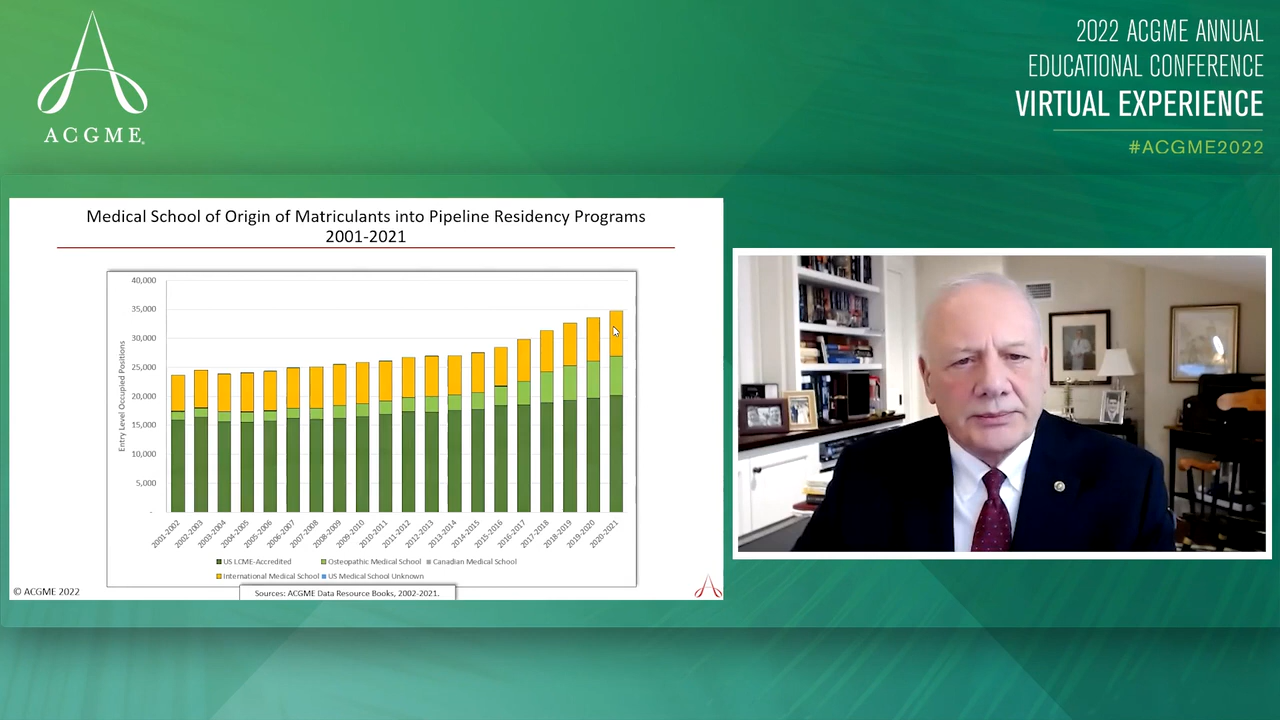 ACGME
2022 ACGME ANNUAL
EDUCATIONAL CONFERENCE
VIRTUAL EXPERIENCE
#ACGME2022
Medical School of Origin of Matriculants into Pipeline Residency Programs
2001-2021
Entry Level Occupied Positions
40,000
35,000
30,000
25,000
20,000
15,000
10,000
5,000
-
2001-2002
2002-2003
2003-2004
2004-2005
2005-2006
2006-2007
2007-2008
2008-2009
2009-2010
2010-2011
2011-2012
2012-2013
2013-2014
2014-2015
2015-2016
2016-2017
2017-2018
2018-2019
2019-2020
2020-2021
US LCME-Accredited
Osteopathic Medical School
Canadian Medical School
International Medical School
US Medical School Unknown
© ACGME 2022
Sources: ACGME Data Resource Books, 2002-2021.